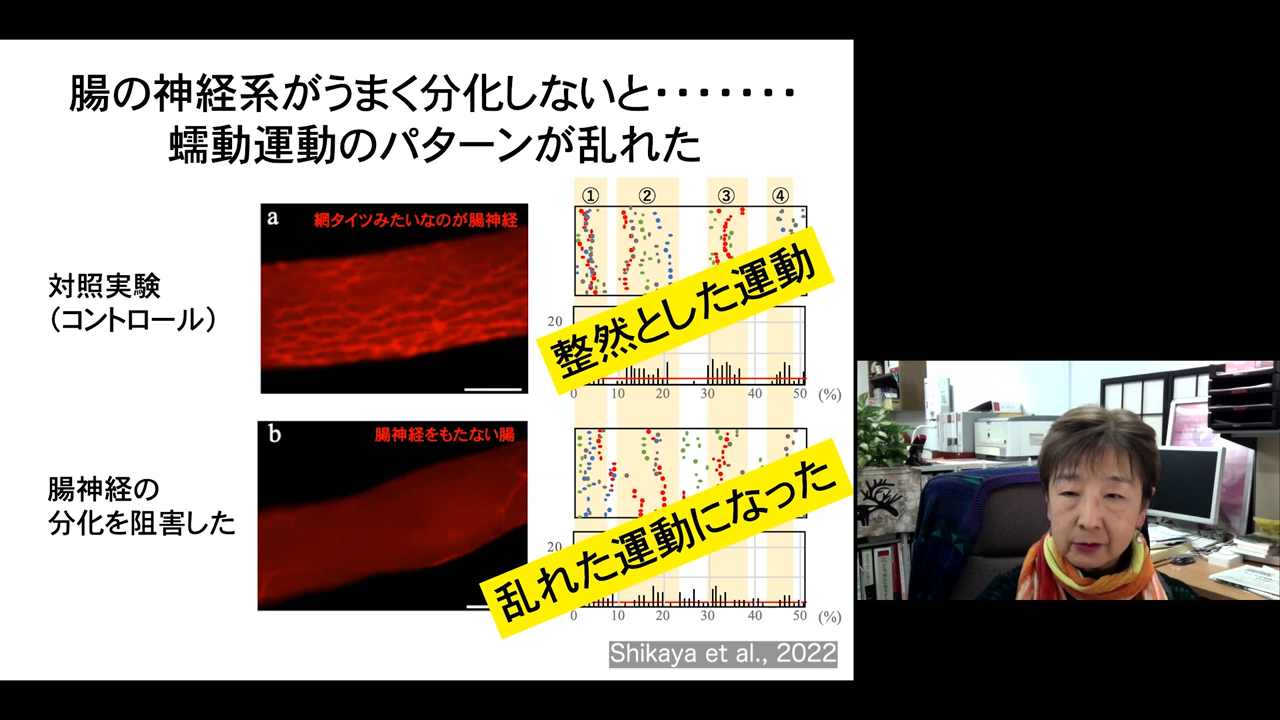 腸の神経系がうまく分化しないと・・・・・・・
蠕動運動のパターンが乱れた
対照実験
（コントロール）
a
網タイツみたいなのが腸神経
① ② ③ ④
整然とした運動
20
0 10 20 30 40 50 (%)
腸神経の
分化を阻害した
b
腸神経をもたない腸
乱れた運動になった
20
0 10 20 30 40 50 (%)
Shikaya et al., 2022